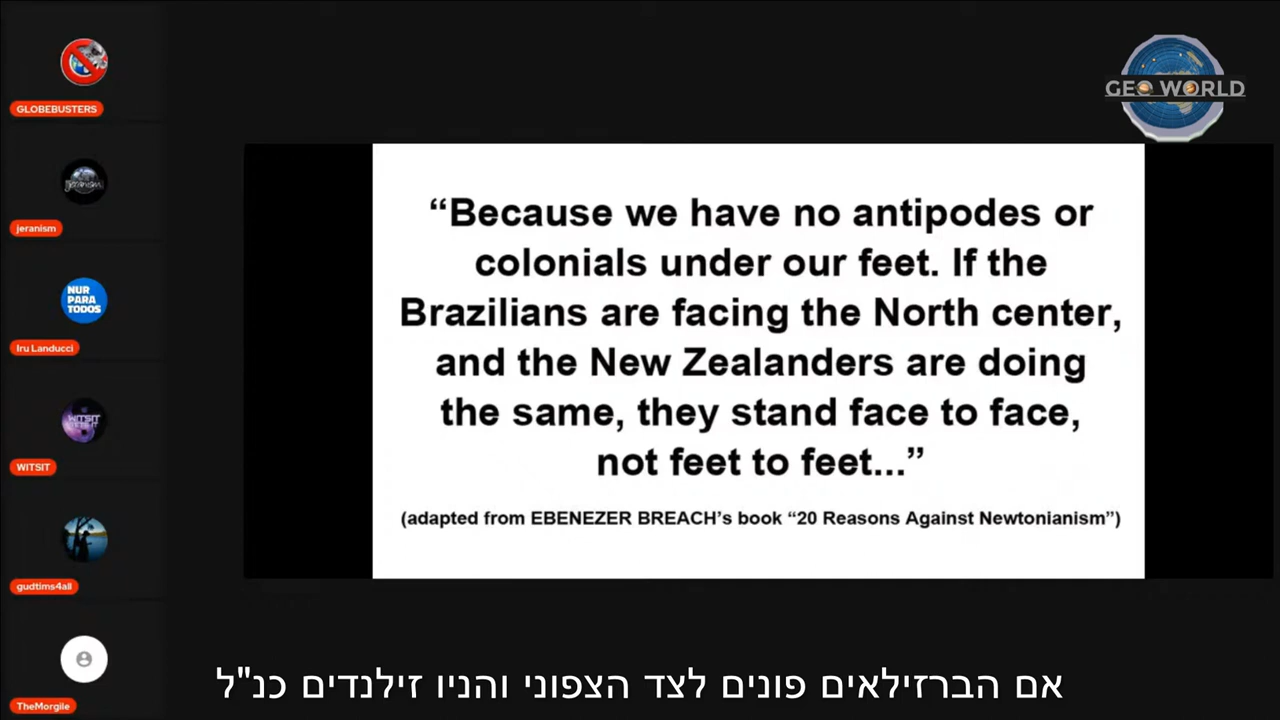 GLOBEBUSTERS
jeranism
jeranism
NUR
PARA
TODOS
Iru Landucci
WITSIT
WITSIT
gudtims4all
TheMorgile
GEO WORLD
“Because we have no antipodes or
colonials under our feet. If the
Brazilians are facing the North center,
and the New Zealanders are doing
the same, they stand face to face,
not feet to feet...”
(adapted from EBENEZER BREACH’s book “20 Reasons Against Newtonianism”)
אם הברזילאים פונים לצד הצפוני והניו זילנדים כנ"ל